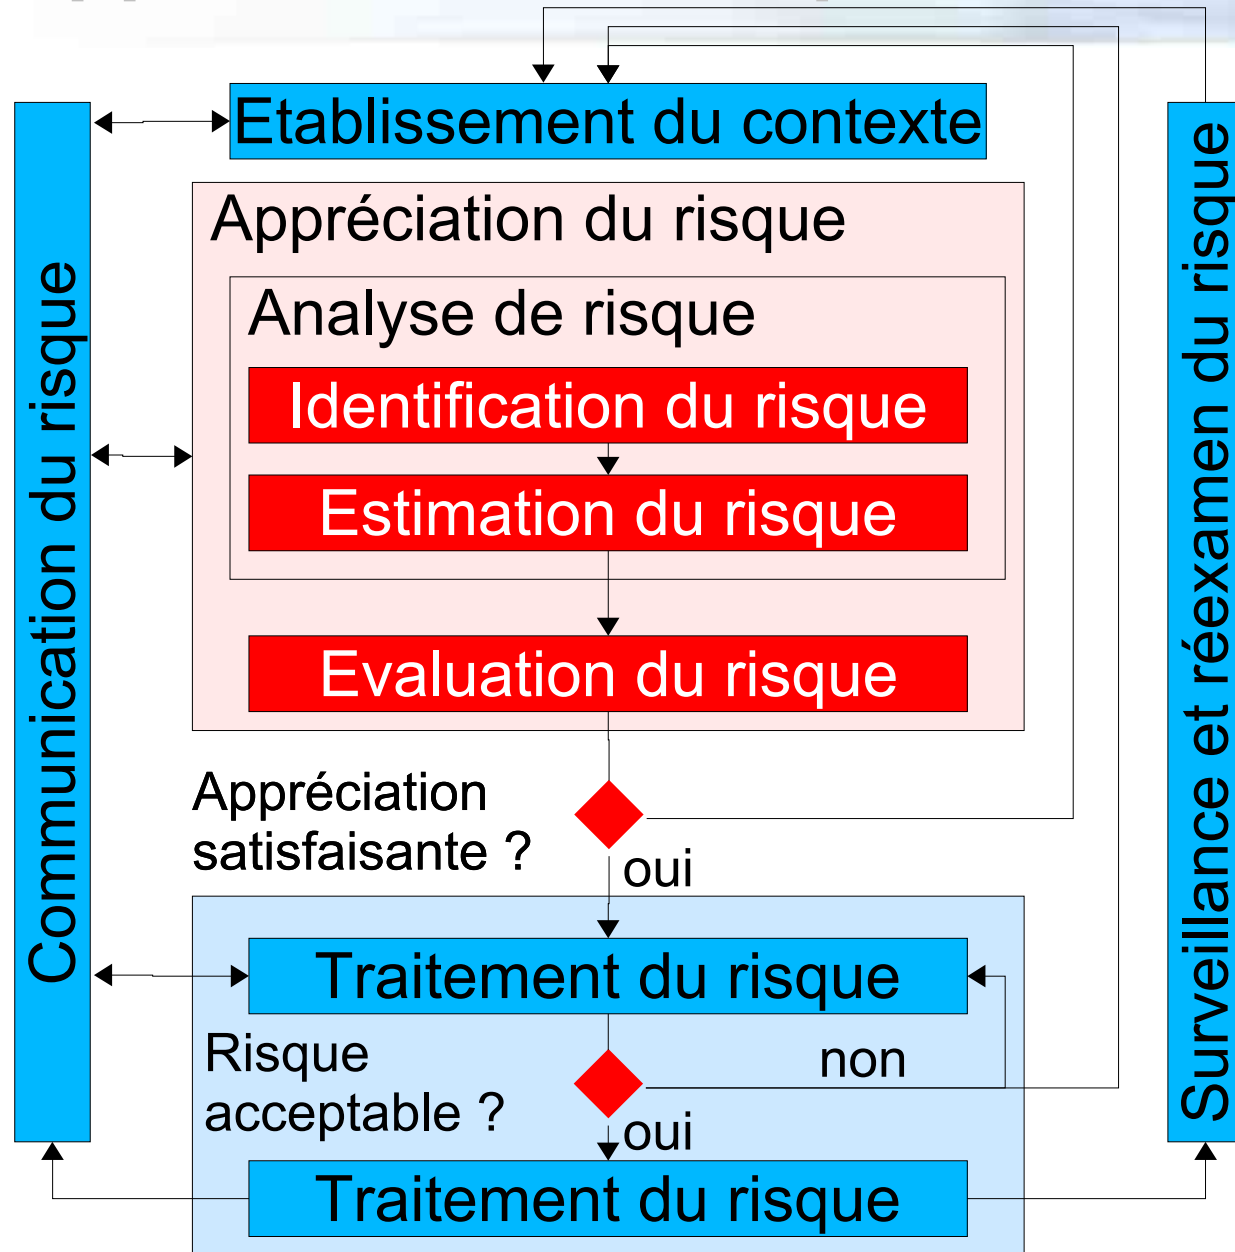 Etablissement du contexte
Appréciation du risque
Analyse de risque
Identification du risque
Estimation du risque
Evaluation du risque
Appréciation
satisfaisante ?
oui
Traitement du risque
Risque
acceptable ?
non
oui
Traitement du risque
Communication du risque
Surveillance et réexamen du risque